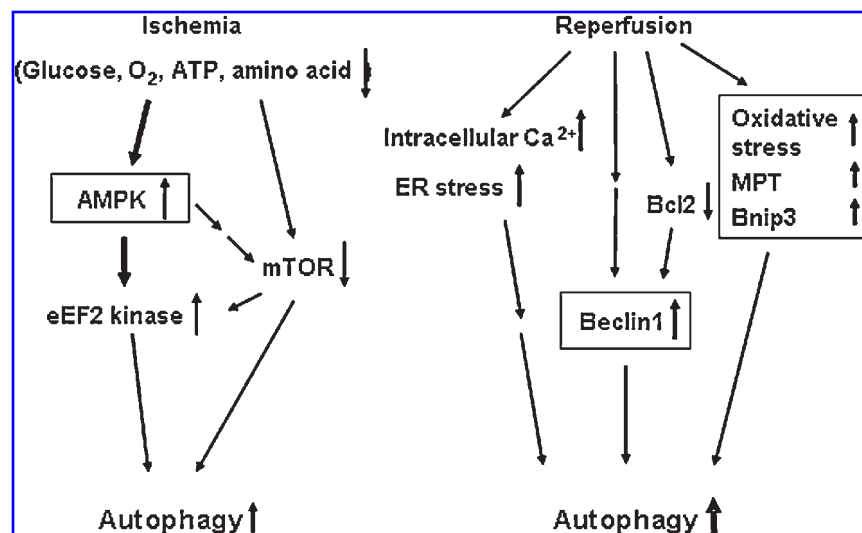 Ischemia
(Glucose, O₂, ATP, amino acid )
AMPK
mTOR
eEF2 kinase
Autophagy
Reperfusion
Intracellular Ca²⁺
ER stress
Bcl2
Oxidative
stress
MPT
Bnip3
Beclin1
Autophagy